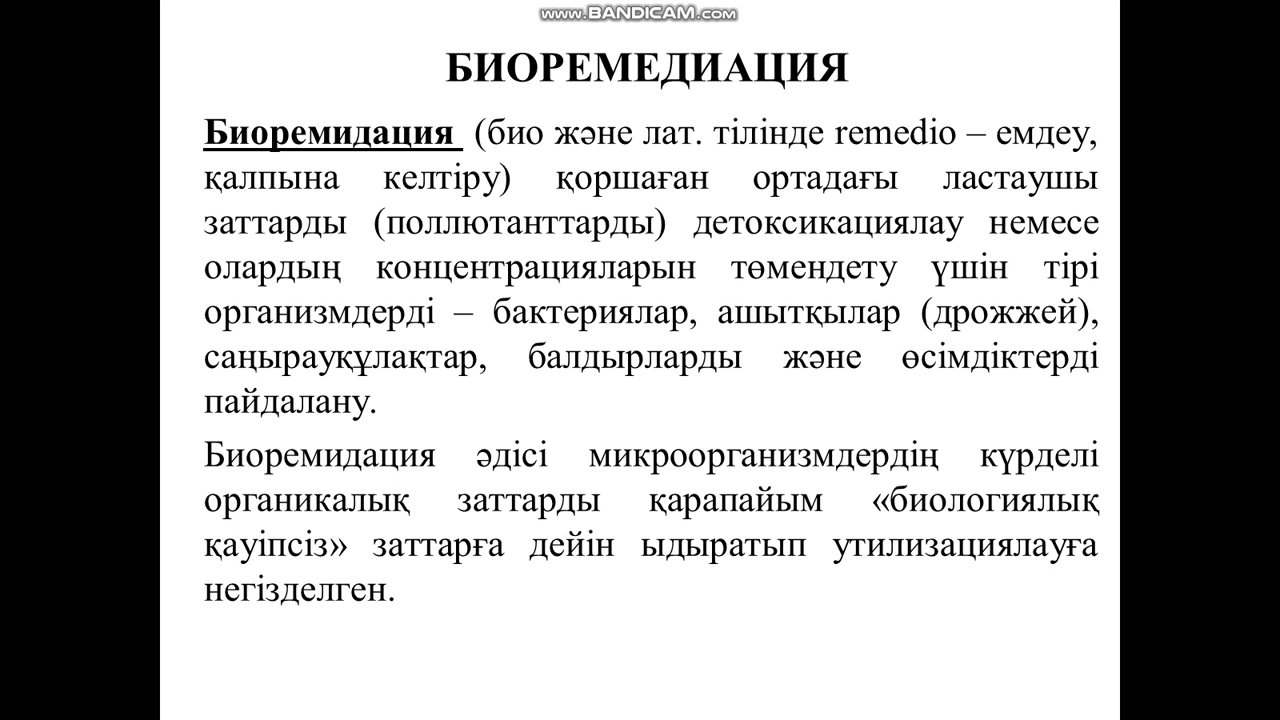 www.BANDICAM.com
БИОРЕМЕДИАЦИЯ
Биоремидация (био және лат. тілінде remedio – емдеу,
қалпына келтіру) қоршаған ортадағы ластаушы
заттарды (поллютанттарды) детоксикациялау немесе
олардың концентрацияларын төмендету үшін тірі
организмдерді – бактериялар, ашытқылар (дрожжей),
саңырауқұлақтар, балдырларды және өсімдіктерді
пайдалану.
Биоремидация әдісі микроорганизмдердің күрделі
органикалық заттарды қарапайым «биологиялық
қауіпсіз» заттарға дейін ыдыратып утилизациялауға
негізделген.